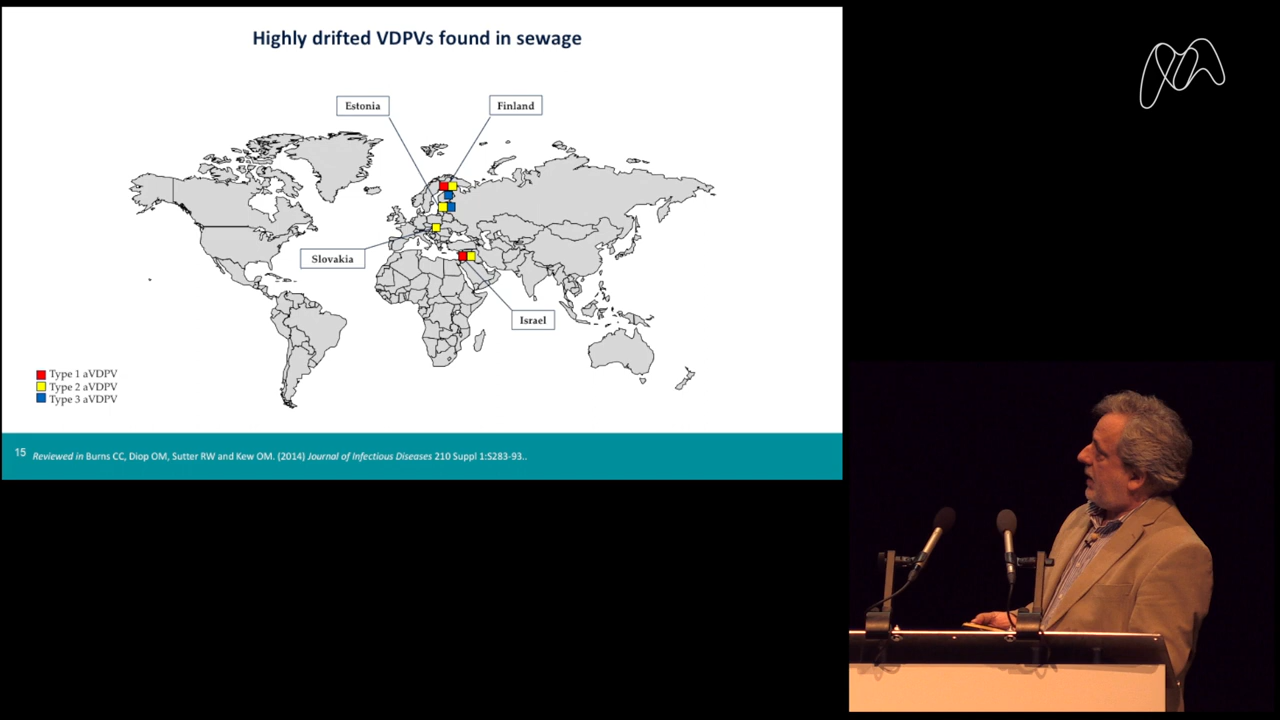 Highly drifted VDPVs found in sewage
Estonia
Finland
Slovakia
Israel
Type 1 aVDPV
Type 2 aVDPV
Type 3 aVDPV
15 Reviewed in Burns CC, Diop OM, Sutter RW and Kew OM. (2014) Journal of Infectious Diseases 210 Suppl 1:S283-93..